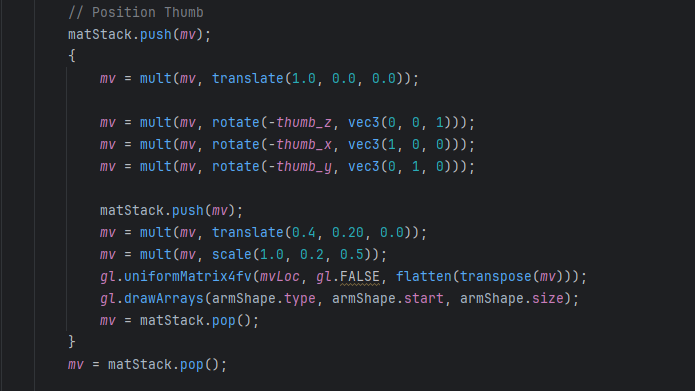 // Position Thumb
matStack.push(mv);
{
mv = mult(mv, translate(1.0, 0.0, 0.0));
mv = mult(mv, rotate(-thumb_z, vec3(0, 0, 1)));
mv = mult(mv, rotate(-thumb_x, vec3(1, 0, 0)));
mv = mult(mv, rotate(-thumb_y, vec3(0, 1, 0)));
matStack.push(mv);
mv = mult(mv, translate(0.4, 0.20, 0.0));
mv = mult(mv, scale(1.0, 0.2, 0.5));
gl.uniformMatrix4fv(mvLoc, gl.FALSE, flatten(transpose(mv)));
gl.drawArrays(armShape.type, armShape.start, armShape.size);
mv = matStack.pop();
}
mv = matStack.pop();